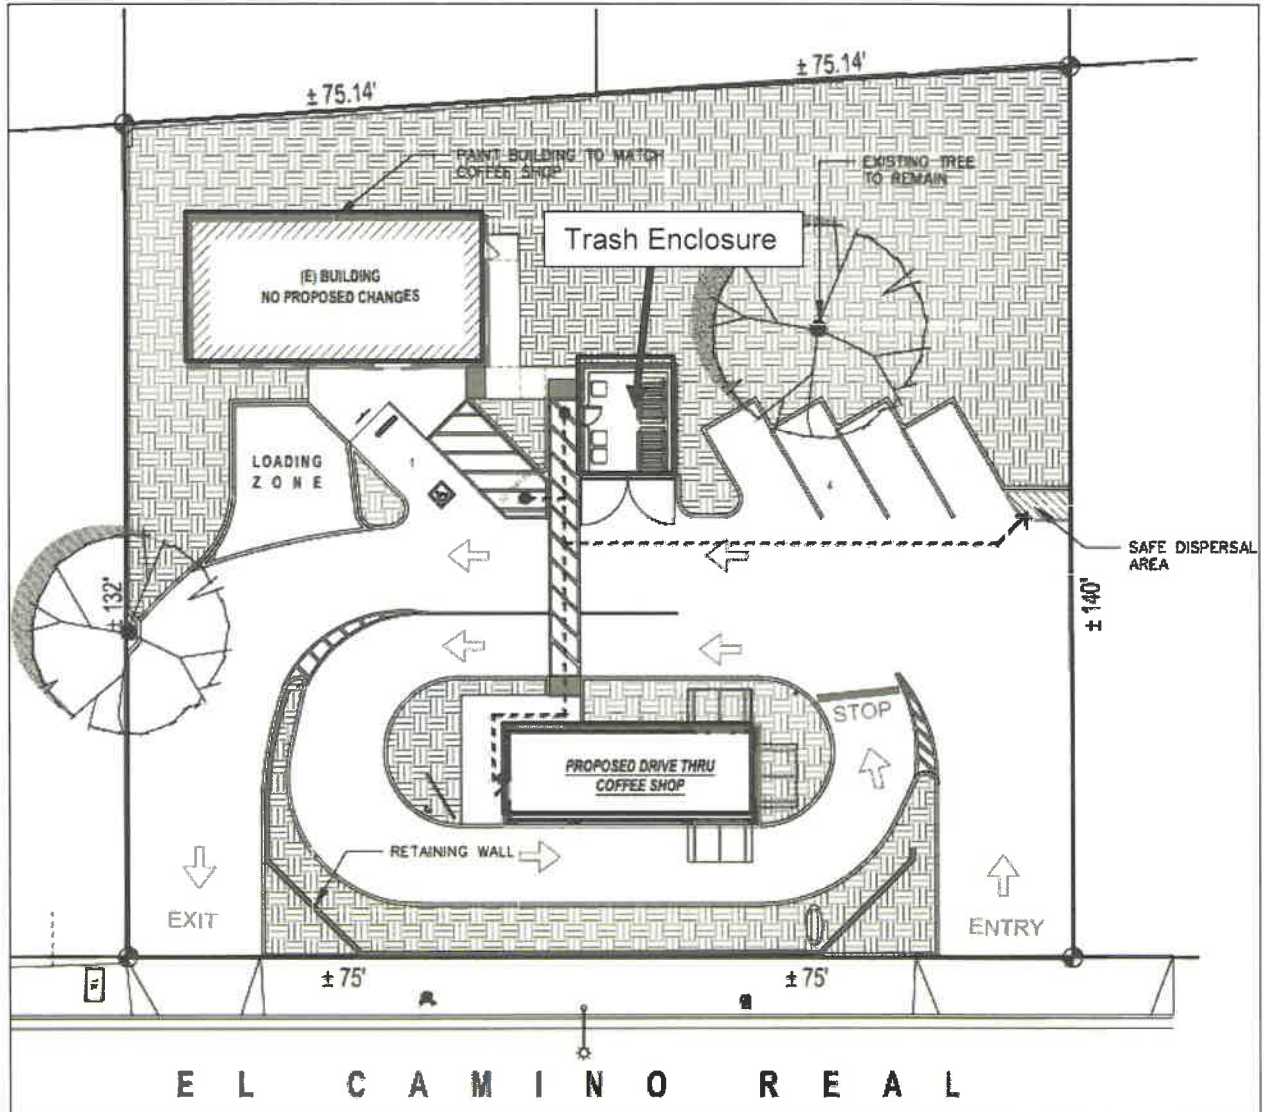 ± 75.14'
± 75.14'
PAINT BUILDING TO MATCH
COFFEE SHOP
EXISTING TREE
TO REMAIN
Trash Enclosure
(E) BUILDING
NO PROPOSED CHANGES
LOADING
ZONE
1
4
SAFE DISPERSAL
AREA
± 132'
± 140'
STOP
PROPOSED DRIVE THRU
COFFEE SHOP
RETAINING WALL
EXIT
ENTRY
± 75'
± 75'
EL CAMINO REAL